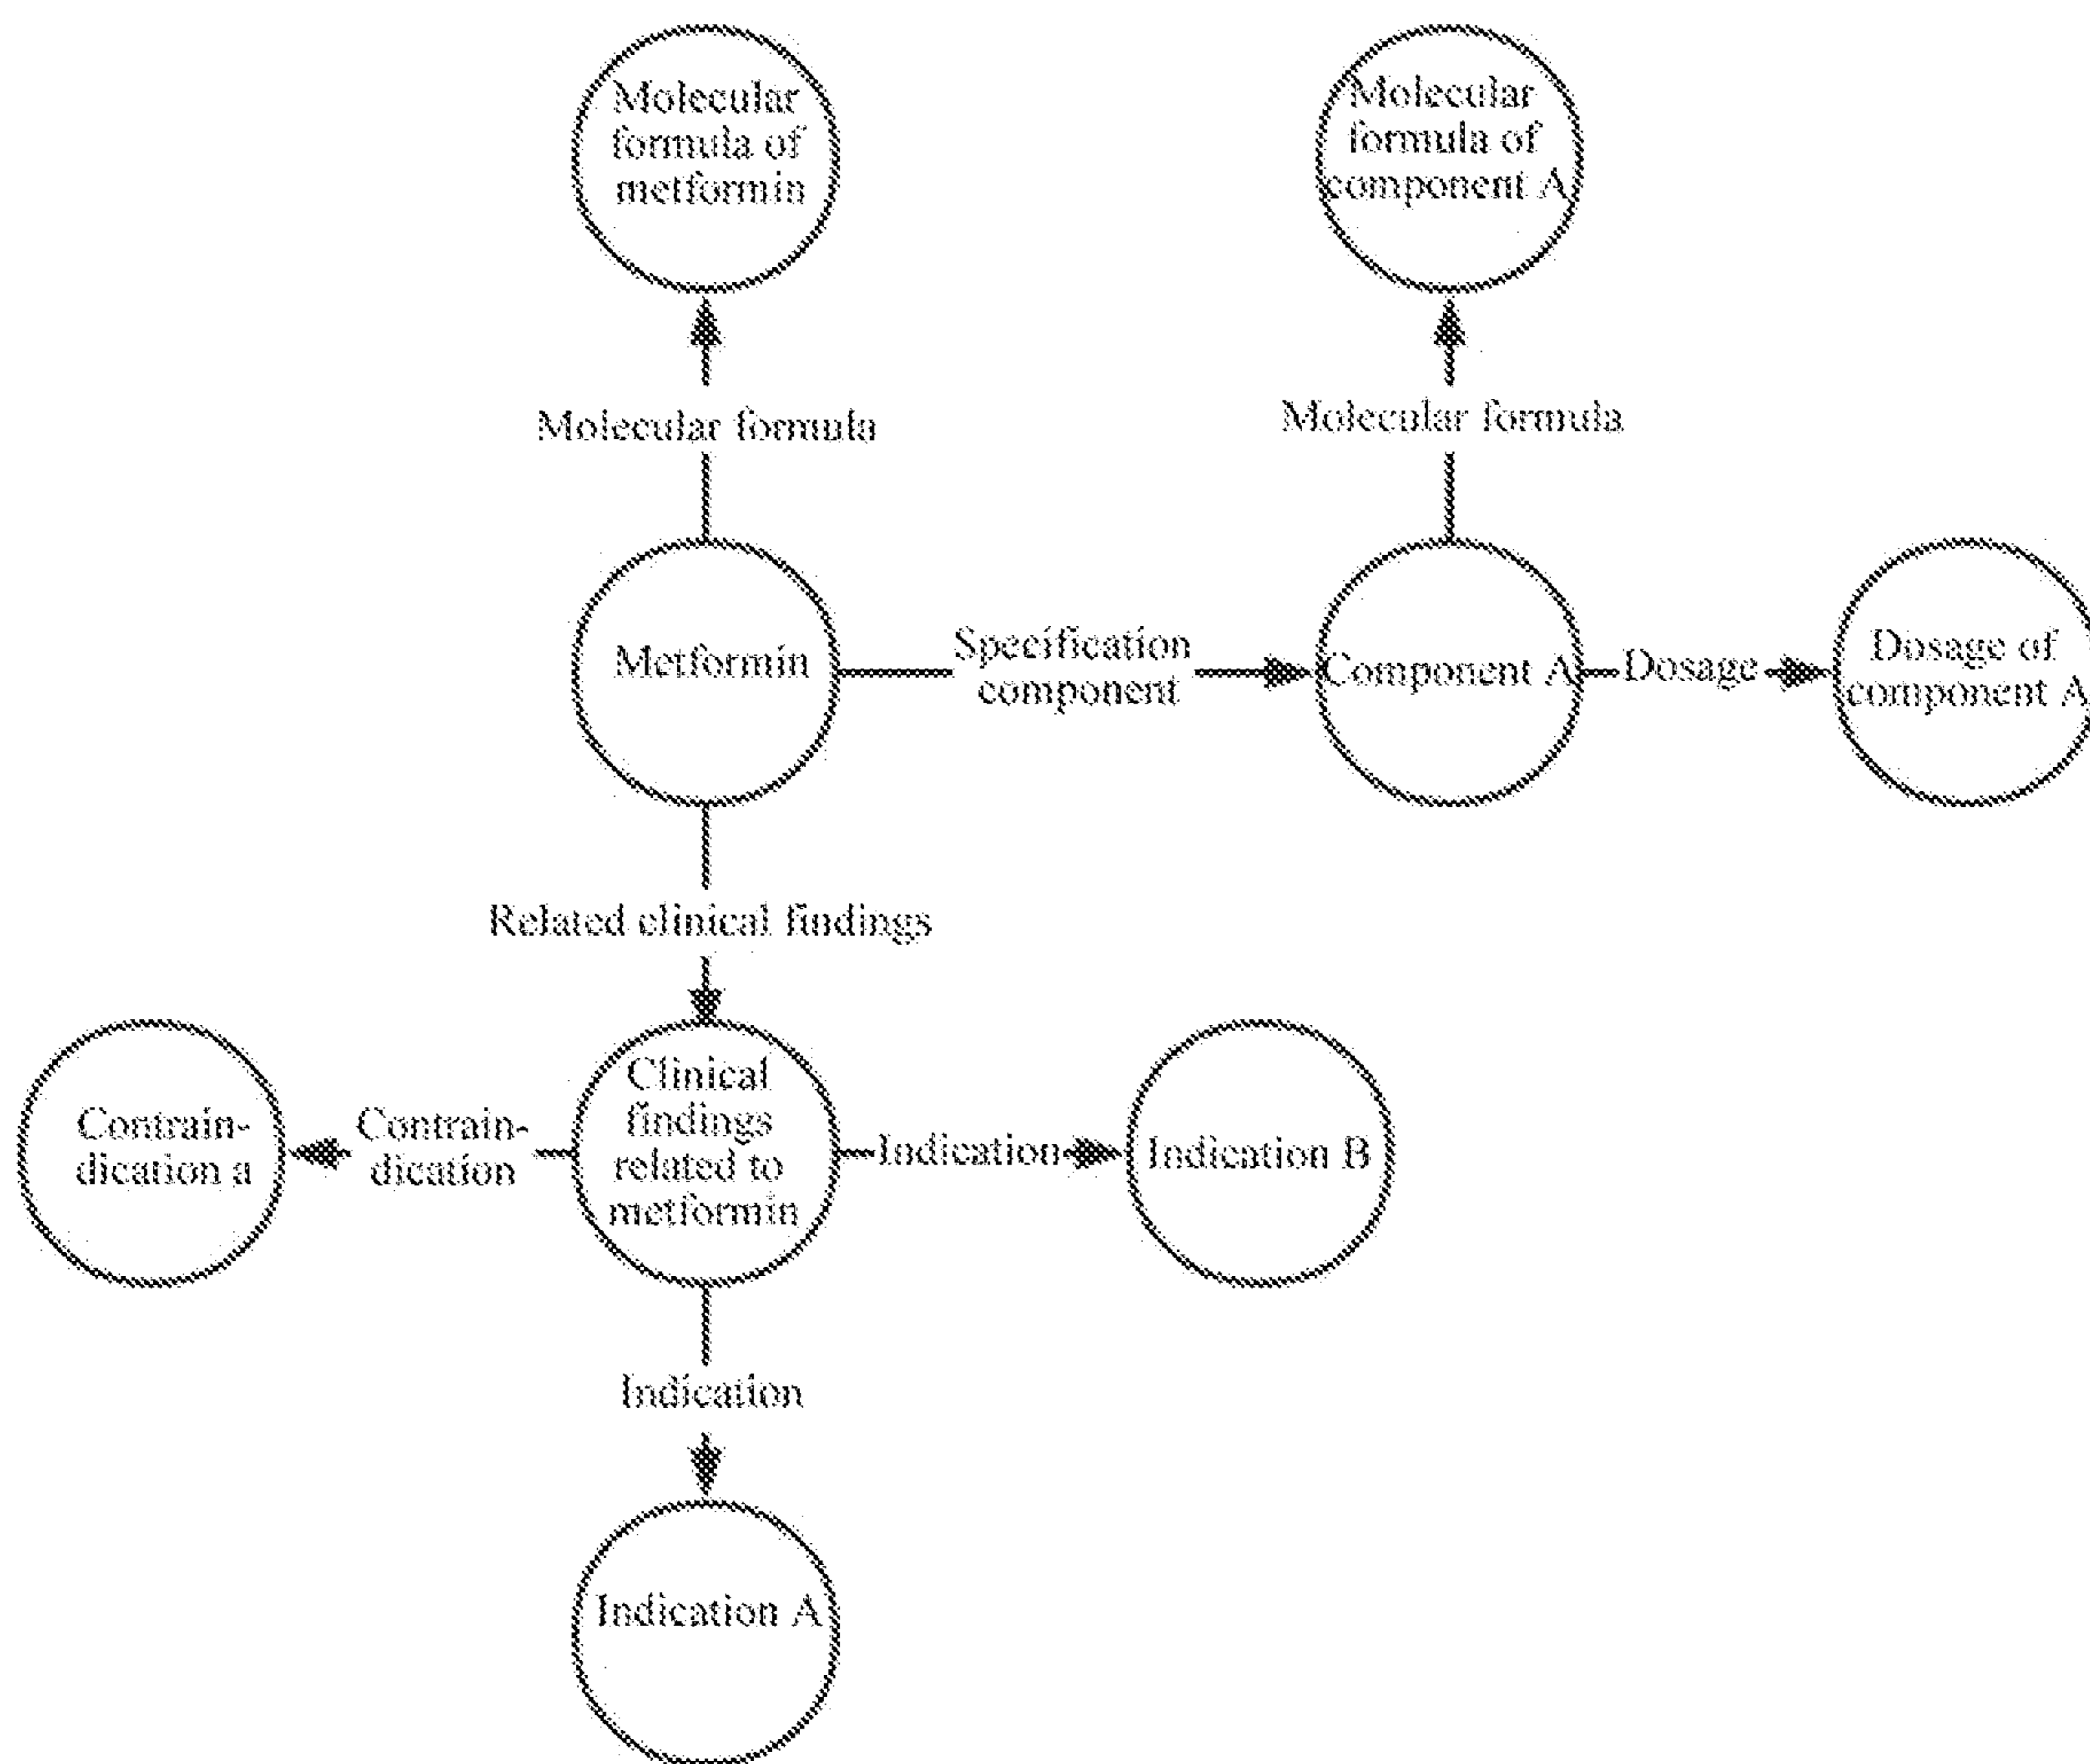 Molecular
formula of
metformin
Molecular
formula of
component A
Molecular formula
Molecular formula
Metformin
Specification
component
Component A
Dosage
Dosage of
component A
Related clinical findings
Contrain-
dication a
Contrain-
dication
Clinical
findings
related to
metformin
Indication
Indication B
Indication
Indication A